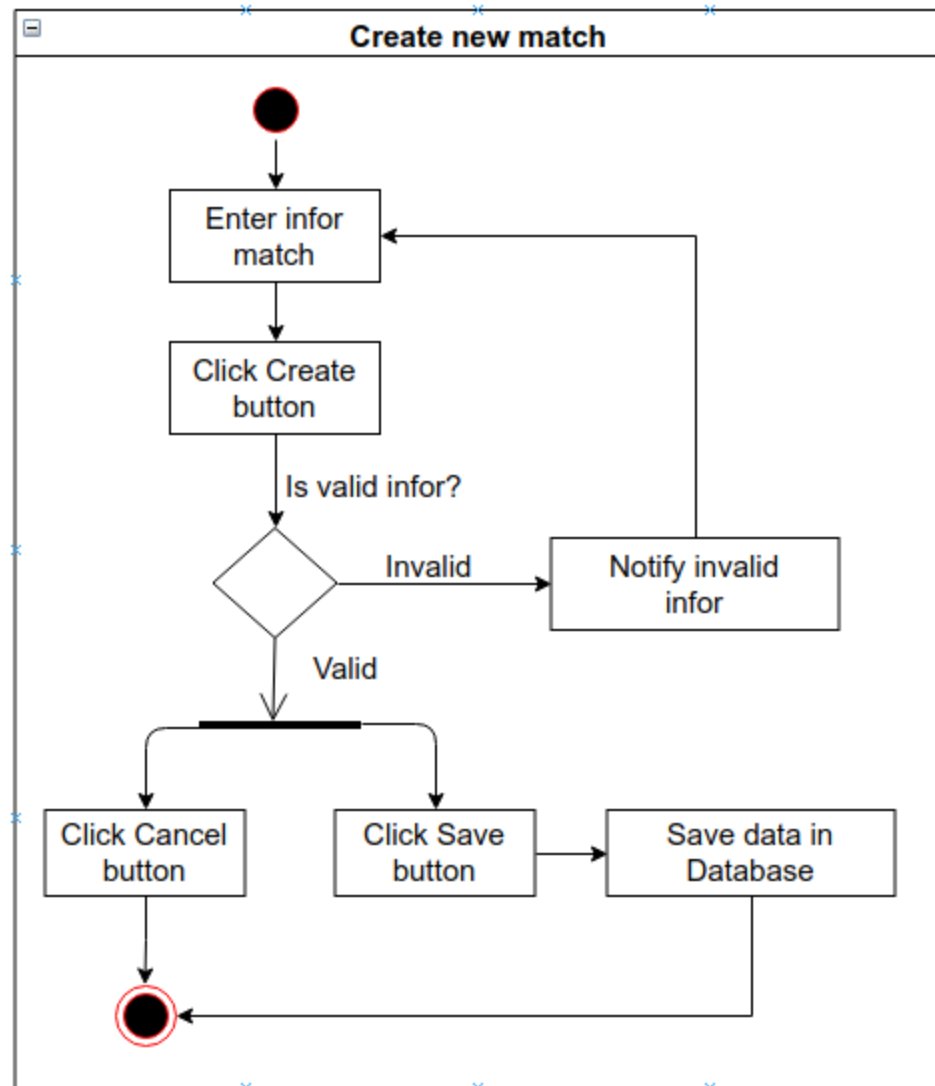 Create new match
Enter infor
match
Click Create
button
Is valid infor?
Invalid
Notify invalid
infor
Valid
Click Cancel
button
Click Save
button
Save data in
Database